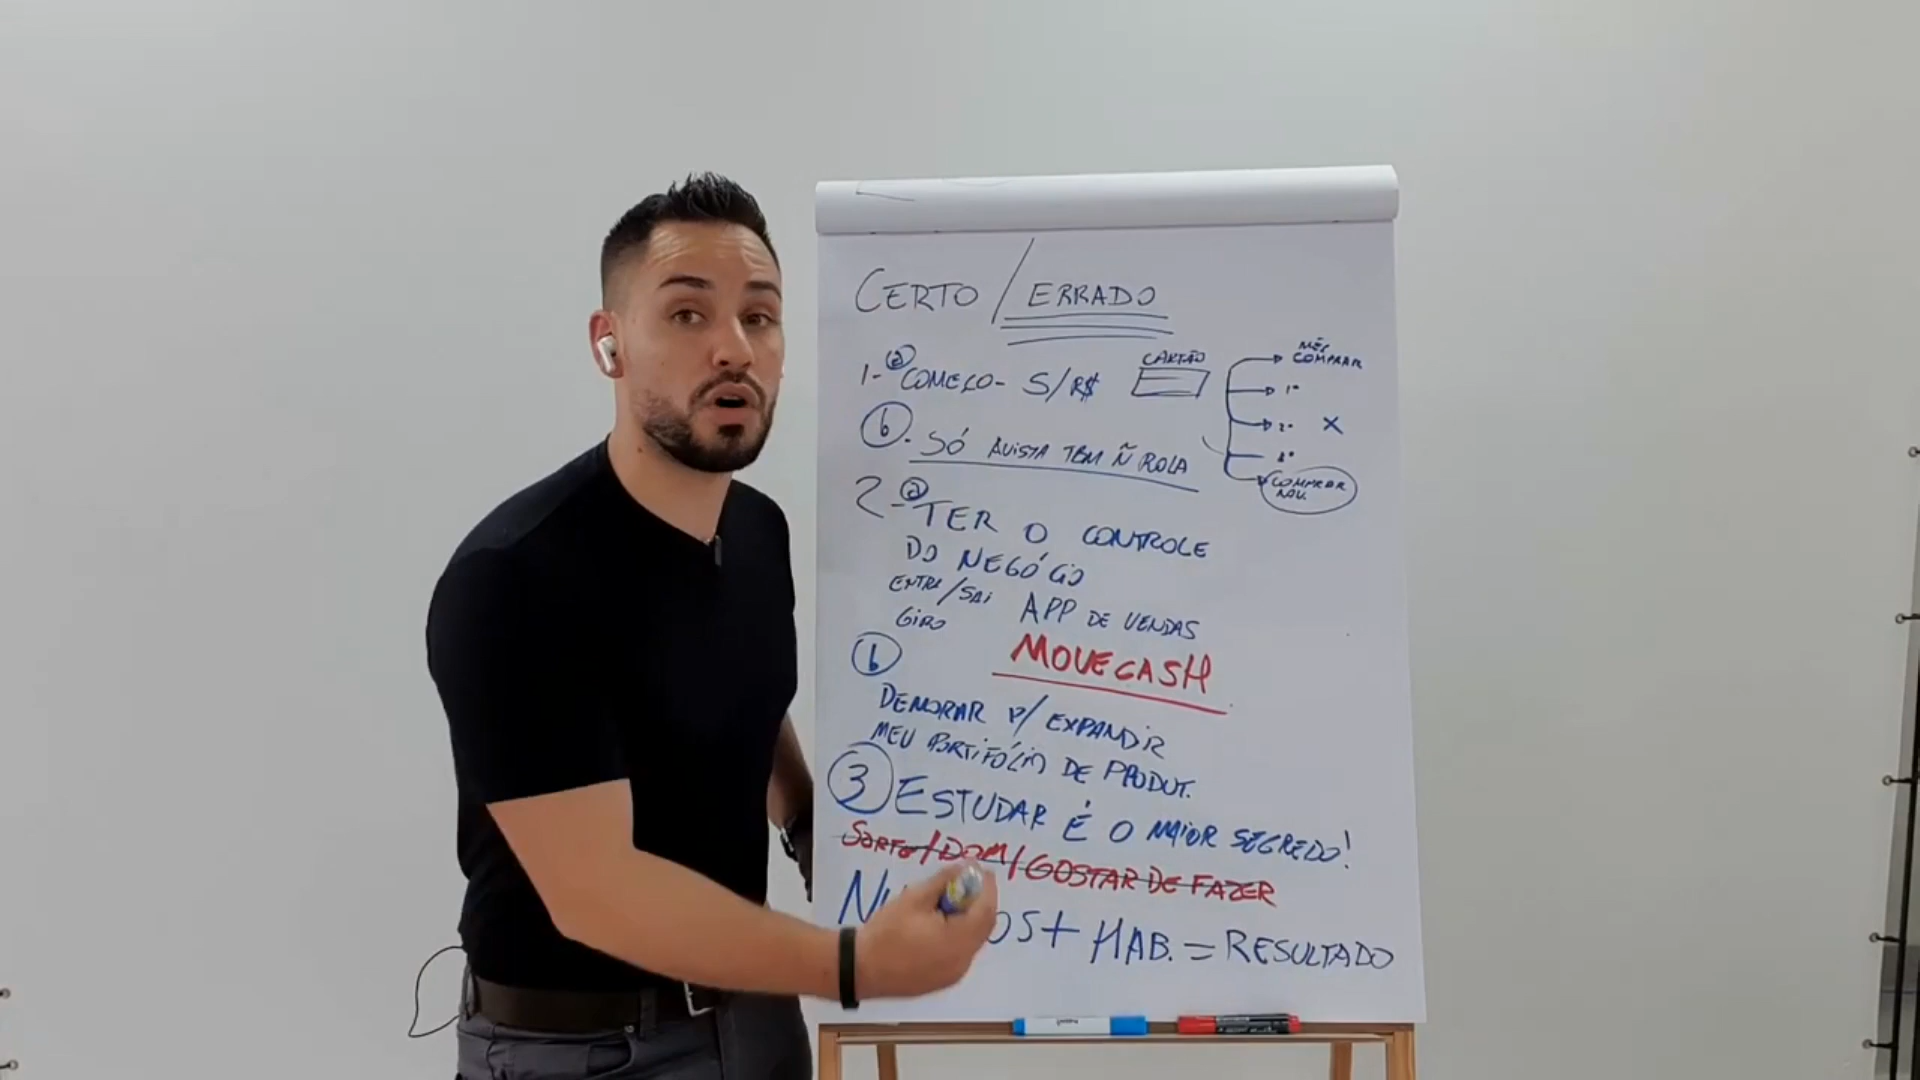 CERTO / ERRADO
1- a COMEÇO - S/R$
CARTÃO
MÊS COMPRAR
1º
2º X
3º
COMPRAR NOV.
b. SÓ AVISTA TBM Ñ ROLA
2- a TER O CONTROLE
DO NEGÓCIO
ENTRA/SAI APP DE VENDAS
GIRO
MOVECASH
b
DEMORAR P/ EXPANDIR
MEU PORTIFÓLIO DE PRODUT.
3 ESTUDAR É O MAIOR SEGREDO!
SORTE/DOM/GOSTAR DE FAZER
OS + HAB. = RESULTADO